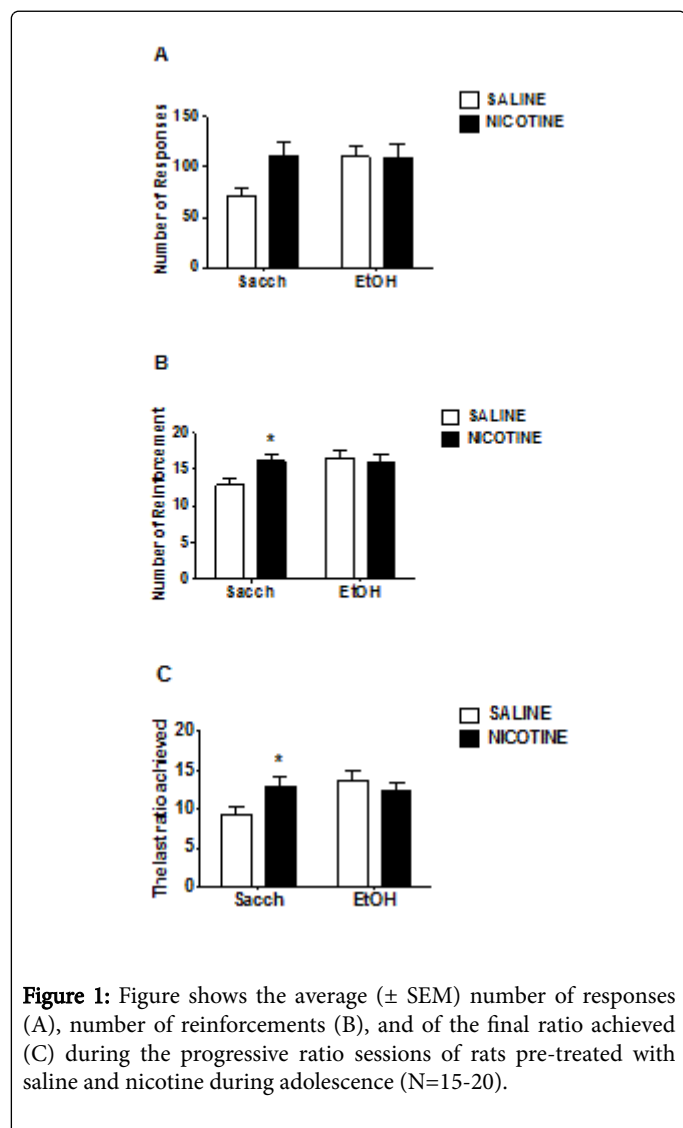 A
SALINE
NICOTINE
Number of Responses
150
100
50
0
Sacch
EtOH
B
SALINE
NICOTINE
Number of Reinforcement
20
15
*
10
5
0
Sacch
EtOH
C
SALINE
NICOTINE
The last ratio achieved
20
15
*
10
5
0
Sacch
EtOH
Figure 1: Figure shows the average (± SEM) number of responses
(A), number of reinforcements (B), and of the final ratio achieved
(C) during the progressive ratio sessions of rats pre-treated with
saline and nicotine during adolescence (N=15-20).